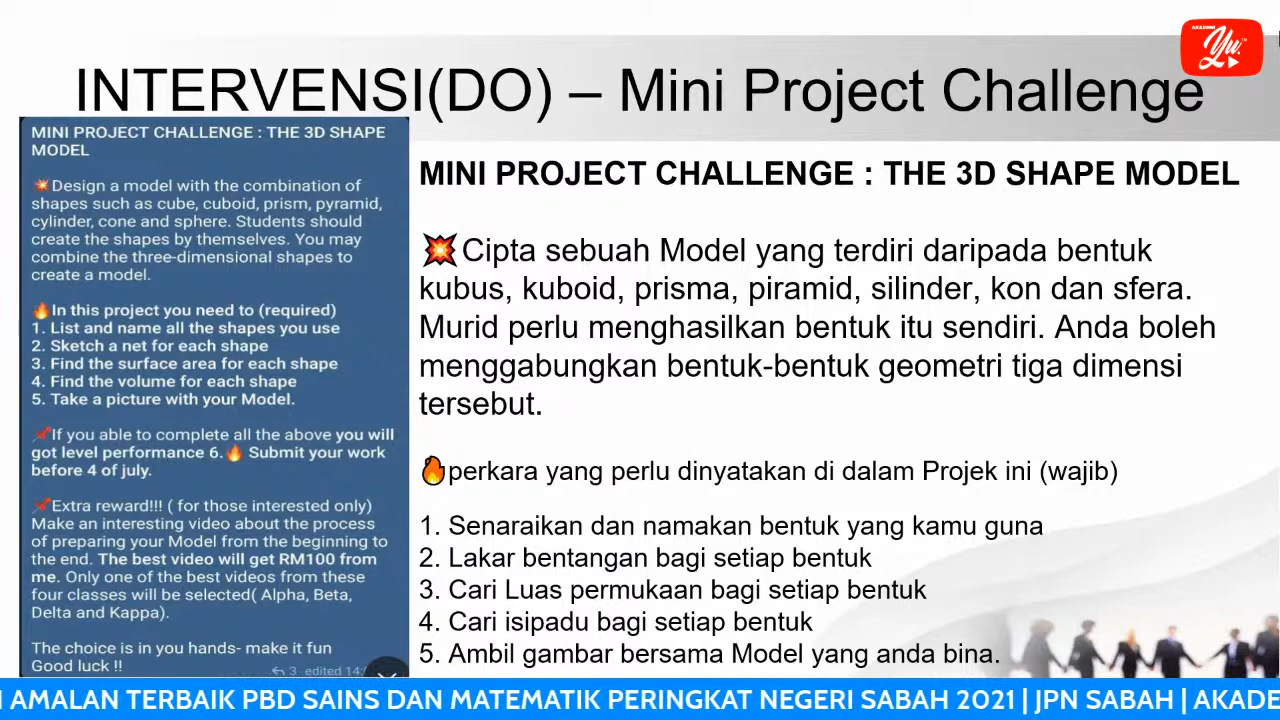 AKADEMI
Yu
INTERVENSI(DO) – Mini Project Challenge
MINI PROJECT CHALLENGE : THE 3D SHAPE
MODEL
💥Design a model with the combination of
shapes such as cube, cuboid, prism, pyramid,
cylinder, cone and sphere. Students should
create the shapes by themselves. You may
combine the three-dimensional shapes to
create a model.
🔥In this project you need to (required)
1. List and name all the shapes you use
2. Sketch a net for each shape
3. Find the surface area for each shape
4. Find the volume for each shape
5. Take a picture with your Model.
📌If you able to complete all the above you will
got level performance 6.🔥 Submit your work
before 4 of july.
📌Extra reward!!! ( for those interested only)
Make an interesting video about the process
of preparing your Model from the beginning to
the end. The best video will get RM100 from
me. Only one of the best videos from these
four classes will be selected( Alpha, Beta,
Delta and Kappa).
The choice is in you hands- make it fun
Good luck !!
3 edited 14:
MINI PROJECT CHALLENGE : THE 3D SHAPE MODEL
💥Cipta sebuah Model yang terdiri daripada bentuk
kubus, kuboid, prisma, piramid, silinder, kon dan sfera.
Murid perlu menghasilkan bentuk itu sendiri. Anda boleh
menggabungkan bentuk-bentuk geometri tiga dimensi
tersebut.
🔥perkara yang perlu dinyatakan di dalam Projek ini (wajib)
1. Senaraikan dan namakan bentuk yang kamu guna
2. Lakar bentangan bagi setiap bentuk
3. Cari Luas permukaan bagi setiap bentuk
4. Cari isipadu bagi setiap bentuk
5. Ambil gambar bersama Model yang anda bina.
AMALAN TERBAIK PBD SAINS DAN MATEMATIK PERINGKAT NEGERI SABAH 2021 | JPN SABAH | AKADE